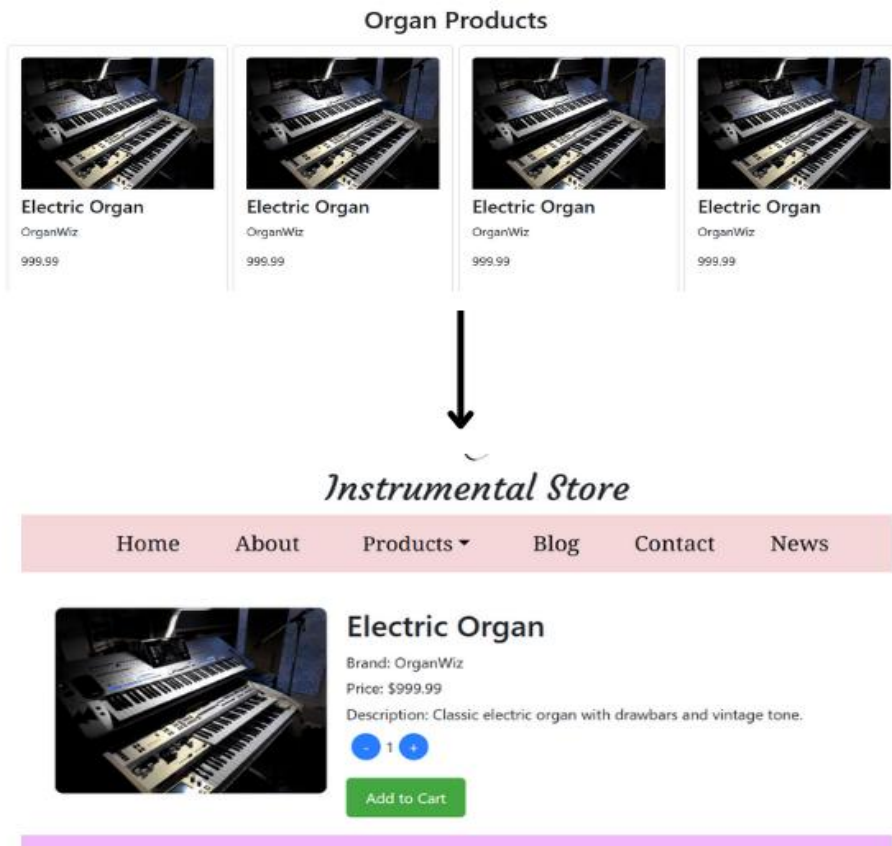 Organ Products
Electric Organ Electric Organ Electric Organ Electric Organ
OrganWiz OrganWiz OrganWiz OrganWiz
999.99 999.99 999.99 999.99
Instrumental Store
Home About Products Blog Contact News
Electric Organ
Brand: OrganWiz
Price: $999.99
Description: Classic electric organ with drawbars and vintage tone.
- 1 +
Add to Cart